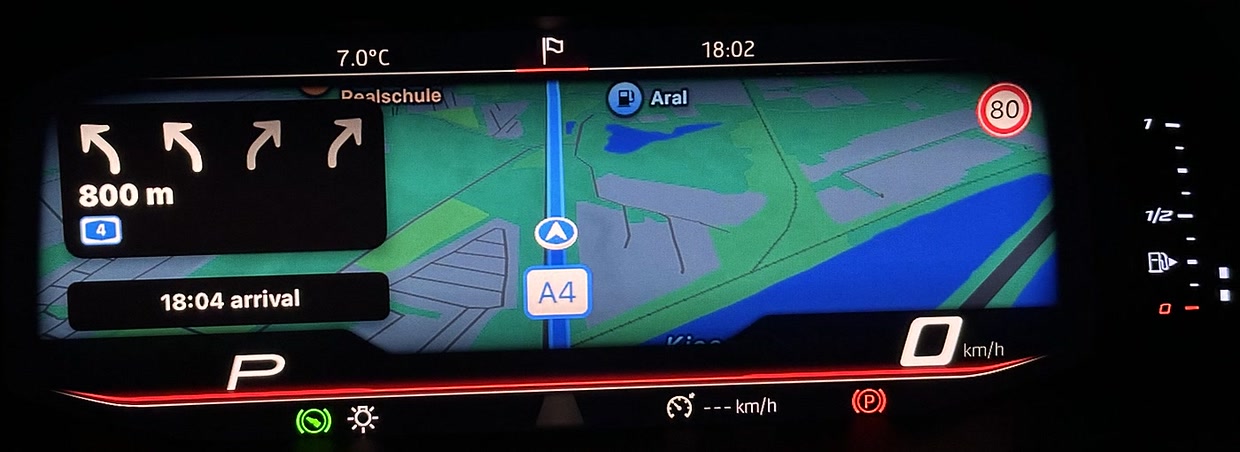 7.0°C
18:02
Realschule
Aral
80
800 m
4
A4
18:04 arrival
P
0 km/h
--- km/h
P
1
1/2
0